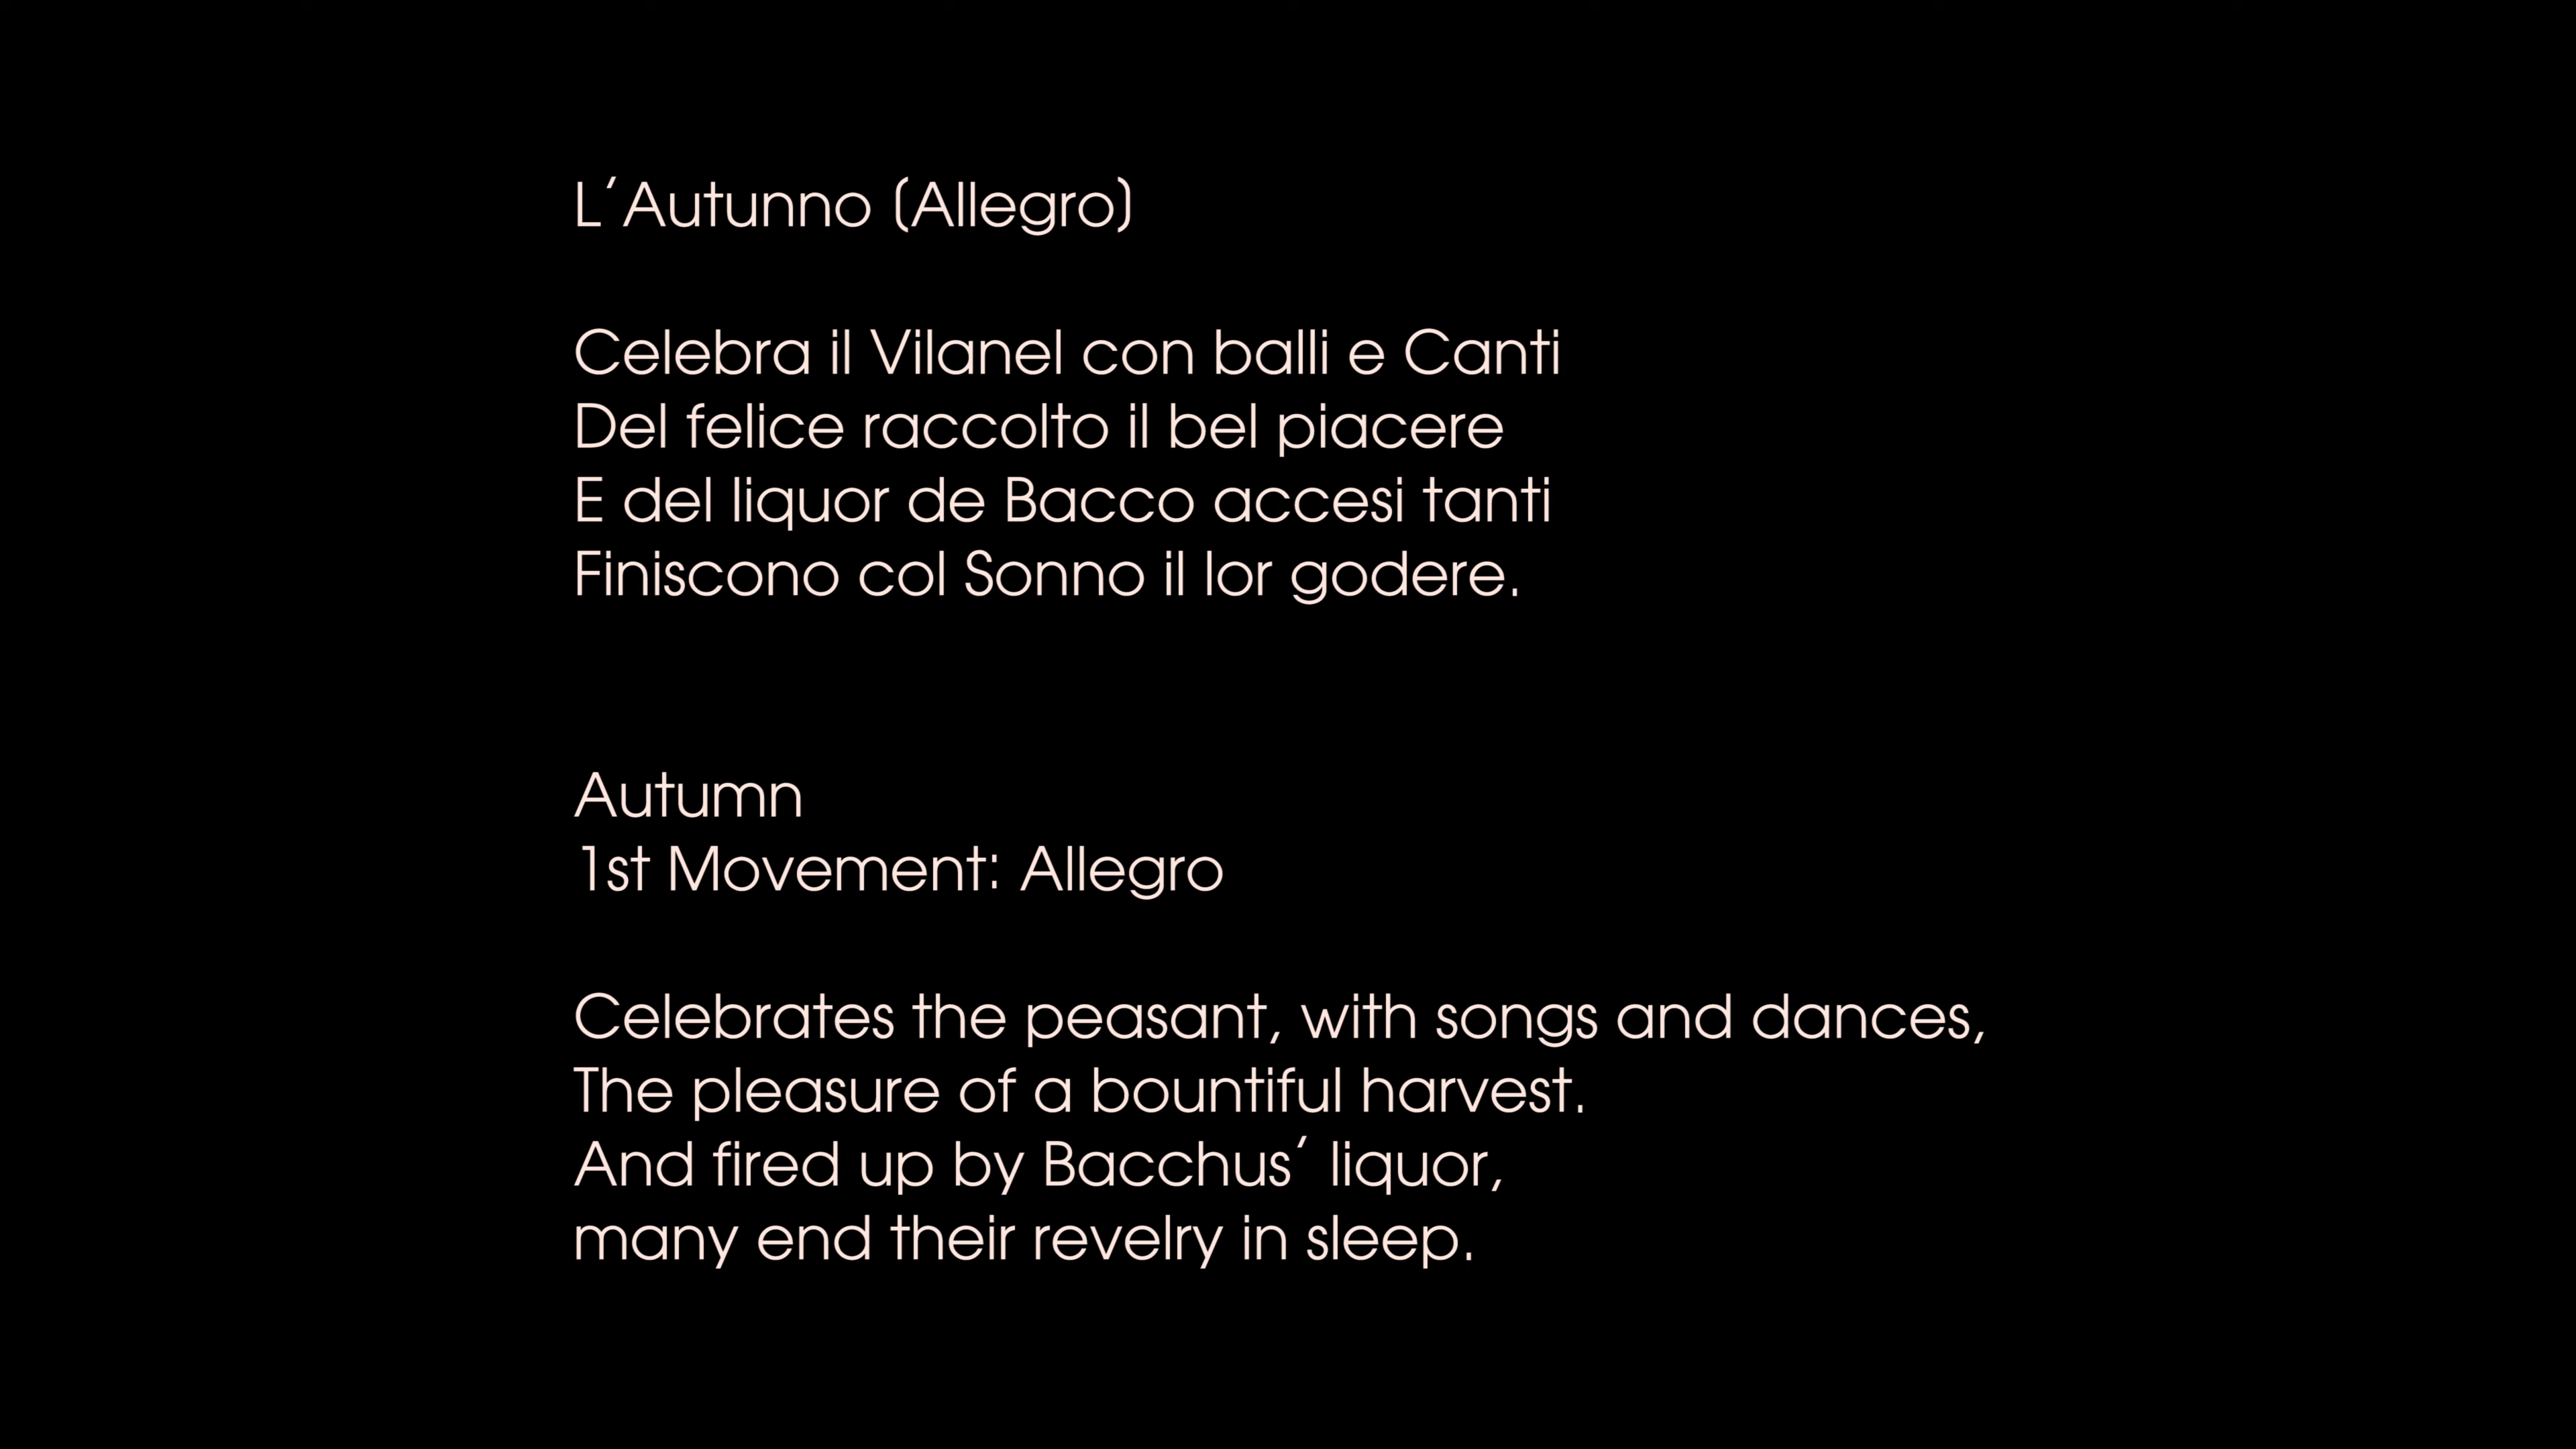 L´Autunno (Allegro)
Celebra il Vilanel con balli e Canti
Del felice raccolto il bel piacere
E del liquor de Bacco accesi tanti
Finiscono col Sonno il lor godere.
Autumn
1st Movement: Allegro
Celebrates the peasant, with songs and dances,
The pleasure of a bountiful harvest.
And fired up by Bacchus´ liquor,
many end their revelry in sleep.